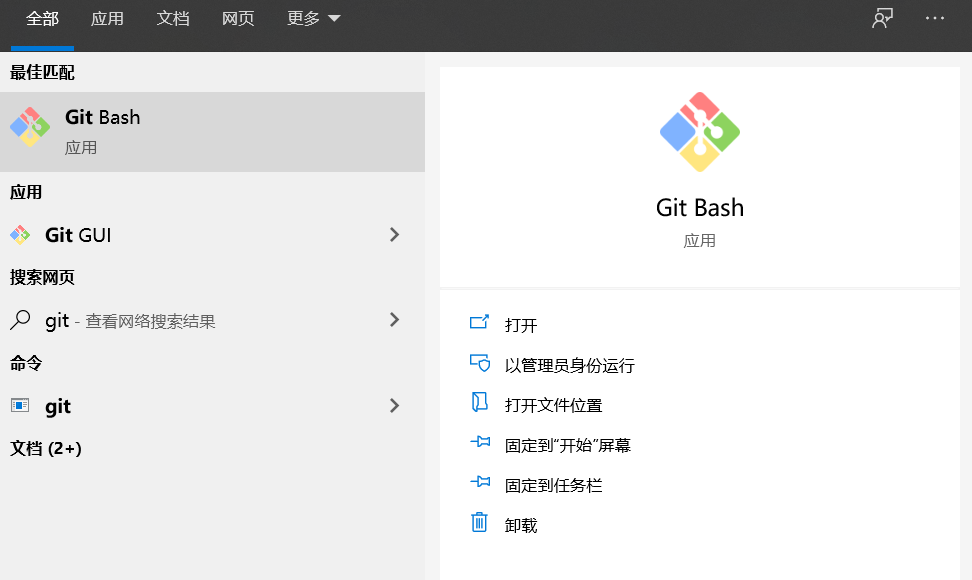 全部 应用 文档 网页 更多
最佳匹配
Git Bash
应用
应用
Git GUI
搜索网页
git - 查看网络搜索结果
命令
git
文档 (2+)
Git Bash
应用
打开
以管理员身份运行
打开文件位置
固定到"开始"屏幕
固定到任务栏
卸载